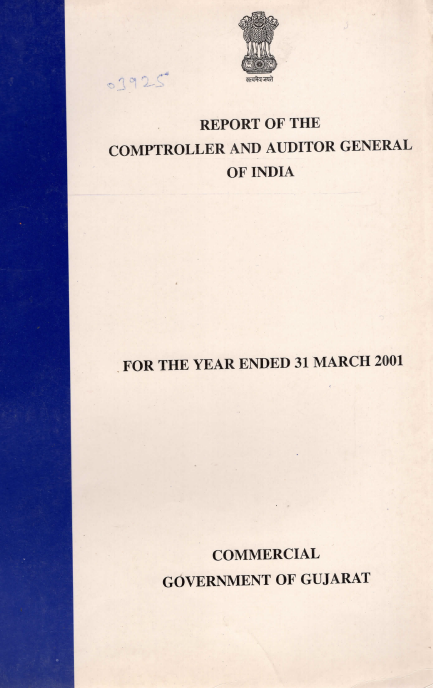 सत्यमेव जयते
03925
REPORT OF THE
COMPTROLLER AND AUDITOR GENERAL
OF INDIA
FOR THE YEAR ENDED 31 MARCH 2001
COMMERCIAL
GOVERNMENT OF GUJARAT